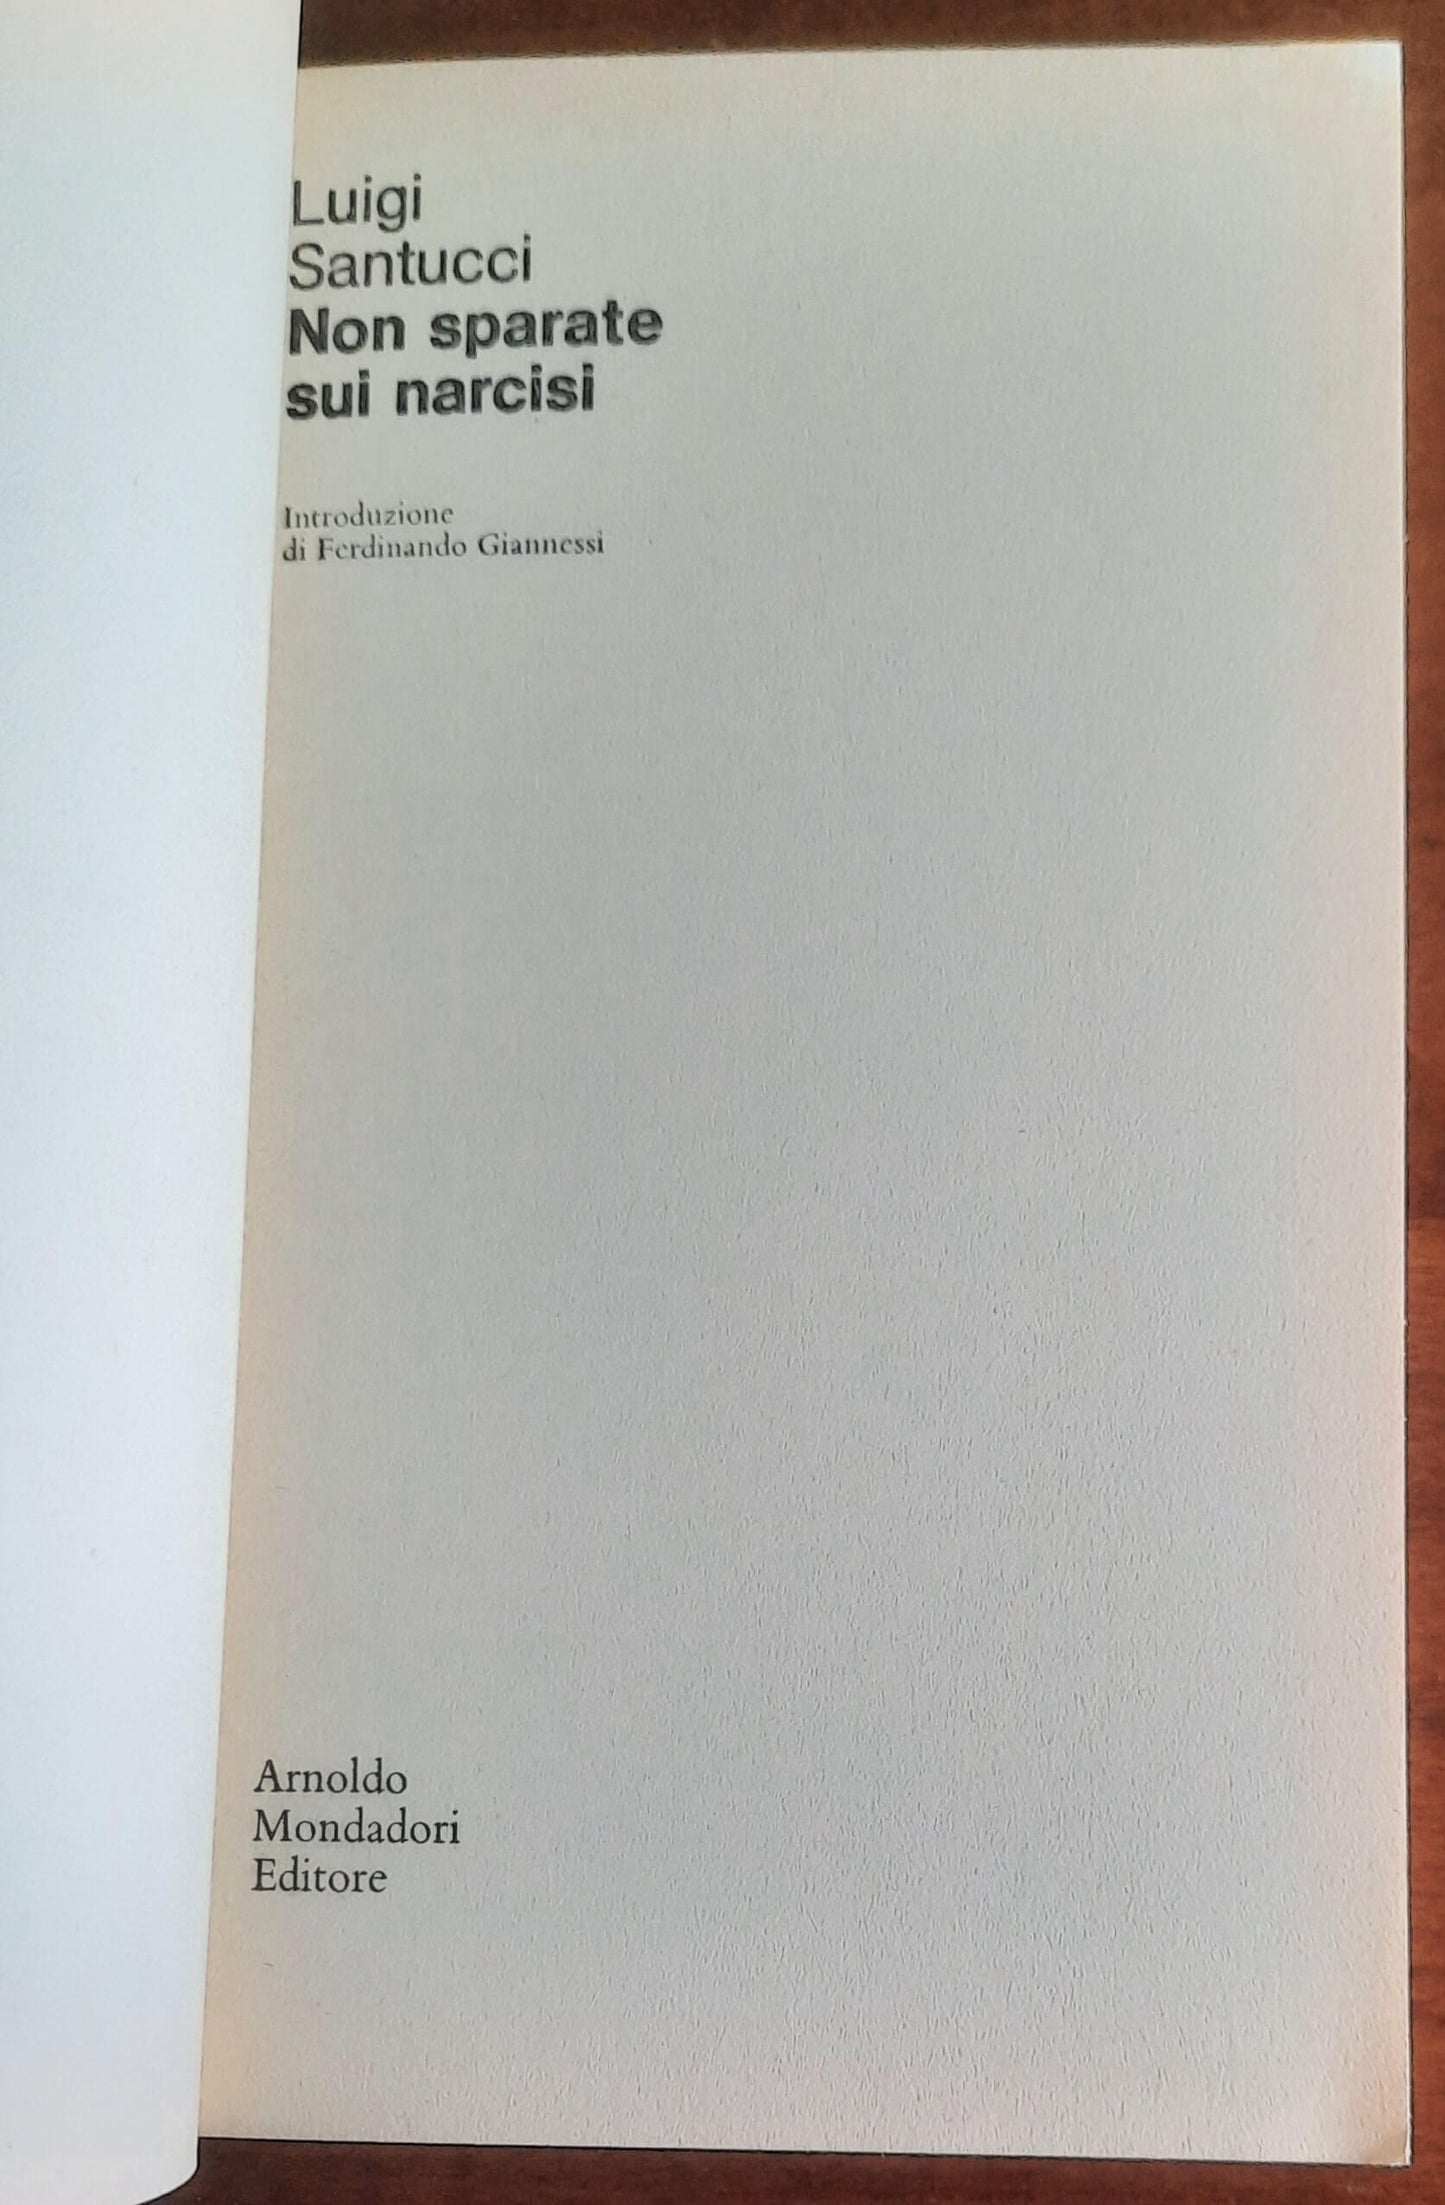 Luigi
Santucci
Non sparate
sui narcisi
Introduzione
di Ferdinando Giannessi
Arnoldo
Mondadori
Editore